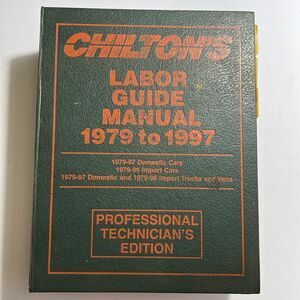 CHILTON'S
LABOR
GUIDE
MANUAL
1979 to 1997
1979-97 Domestic Cars
1979-96 Import Cars
1979-97 Domestic and 1979-96 Import Trucks and Vans
PROFESSIONAL
TECHNICIAN'S
EDITION